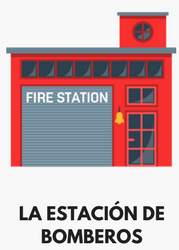 FIRE STATION
LA ESTACIÓN DE
BOMBEROS